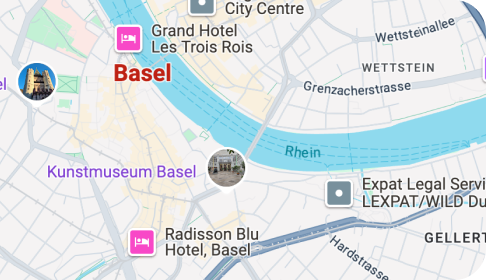 City Centre
Grand Hotel
Les Trois Rois
Wettsteinallee
Basel
WETTSTEIN
Grenzacherstrasse
Rhein
Kunstmuseum Basel
Expat Legal Servi
LEXPAT/WILD Du
Radisson Blu
Hotel, Basel
GELLERT
Hardstrasse